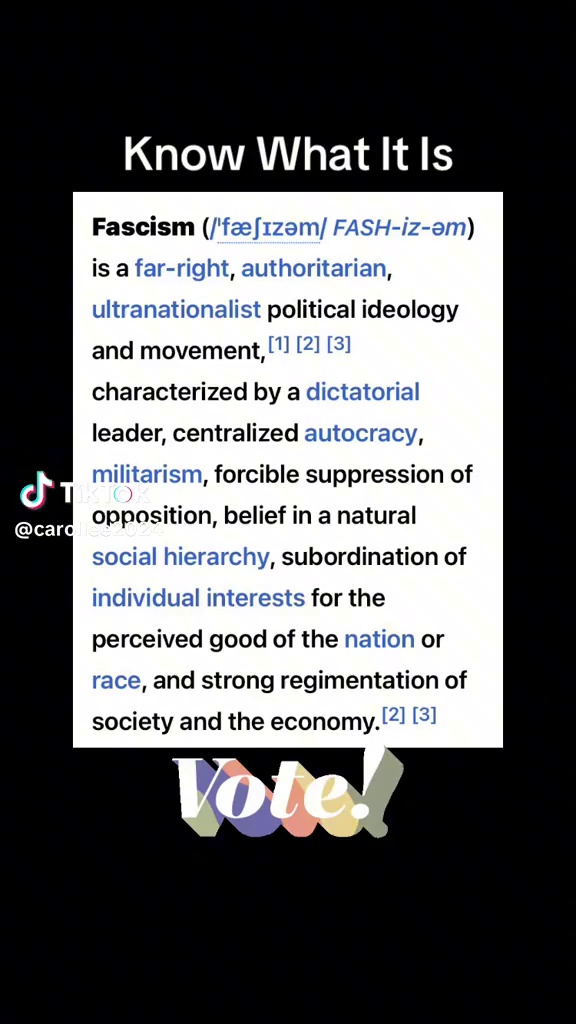 Know What It Is
Fascism (/ˈfæʃɪzəm/ FASH-iz-əm)
is a far-right, authoritarian,
ultranationalist political ideology
and movement,[1] [2] [3]
characterized by a dictatorial
leader, centralized autocracy,
militarism, forcible suppression of
TikTok
opposition, belief in a natural
social hierarchy, subordination of
individual interests for the
perceived good of the nation or
race, and strong regimentation of
society and the economy.[2] [3]
Vote!